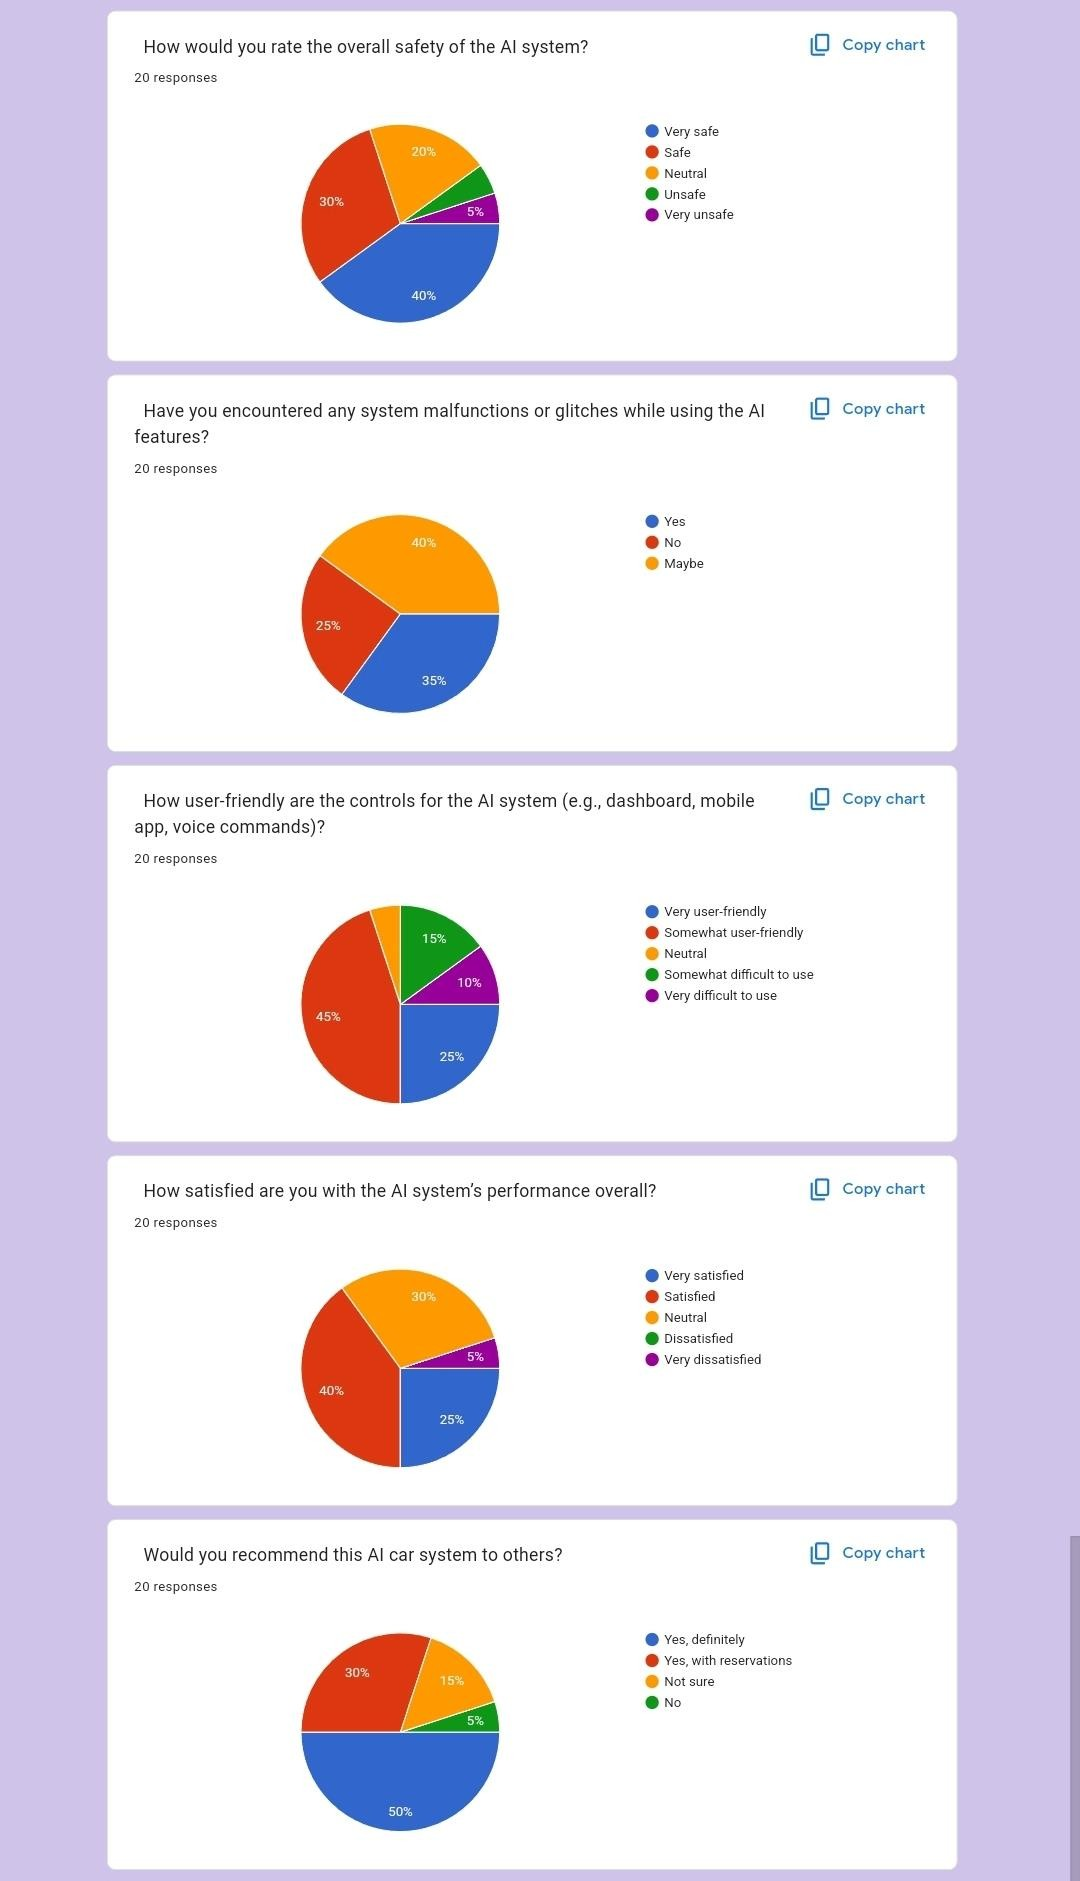 How would you rate the overall safety of the AI system?
Copy chart
20 responses
20%
30%
5%
40%
Very safe
Safe
Neutral
Unsafe
Very unsafe
Have you encountered any system malfunctions or glitches while using the AI
features?
Copy chart
20 responses
40%
25%
35%
Yes
No
Maybe
How user-friendly are the controls for the AI system (e.g., dashboard, mobile
app, voice commands)?
Copy chart
20 responses
15%
10%
45%
25%
Very user-friendly
Somewhat user-friendly
Neutral
Somewhat difficult to use
Very difficult to use
How satisfied are you with the AI system’s performance overall?
Copy chart
20 responses
30%
5%
40%
25%
Very satisfied
Satisfied
Neutral
Dissatisfied
Very dissatisfied
Would you recommend this AI car system to others?
Copy chart
20 responses
30%
15%
5%
50%
Yes, definitely
Yes, with reservations
Not sure
No